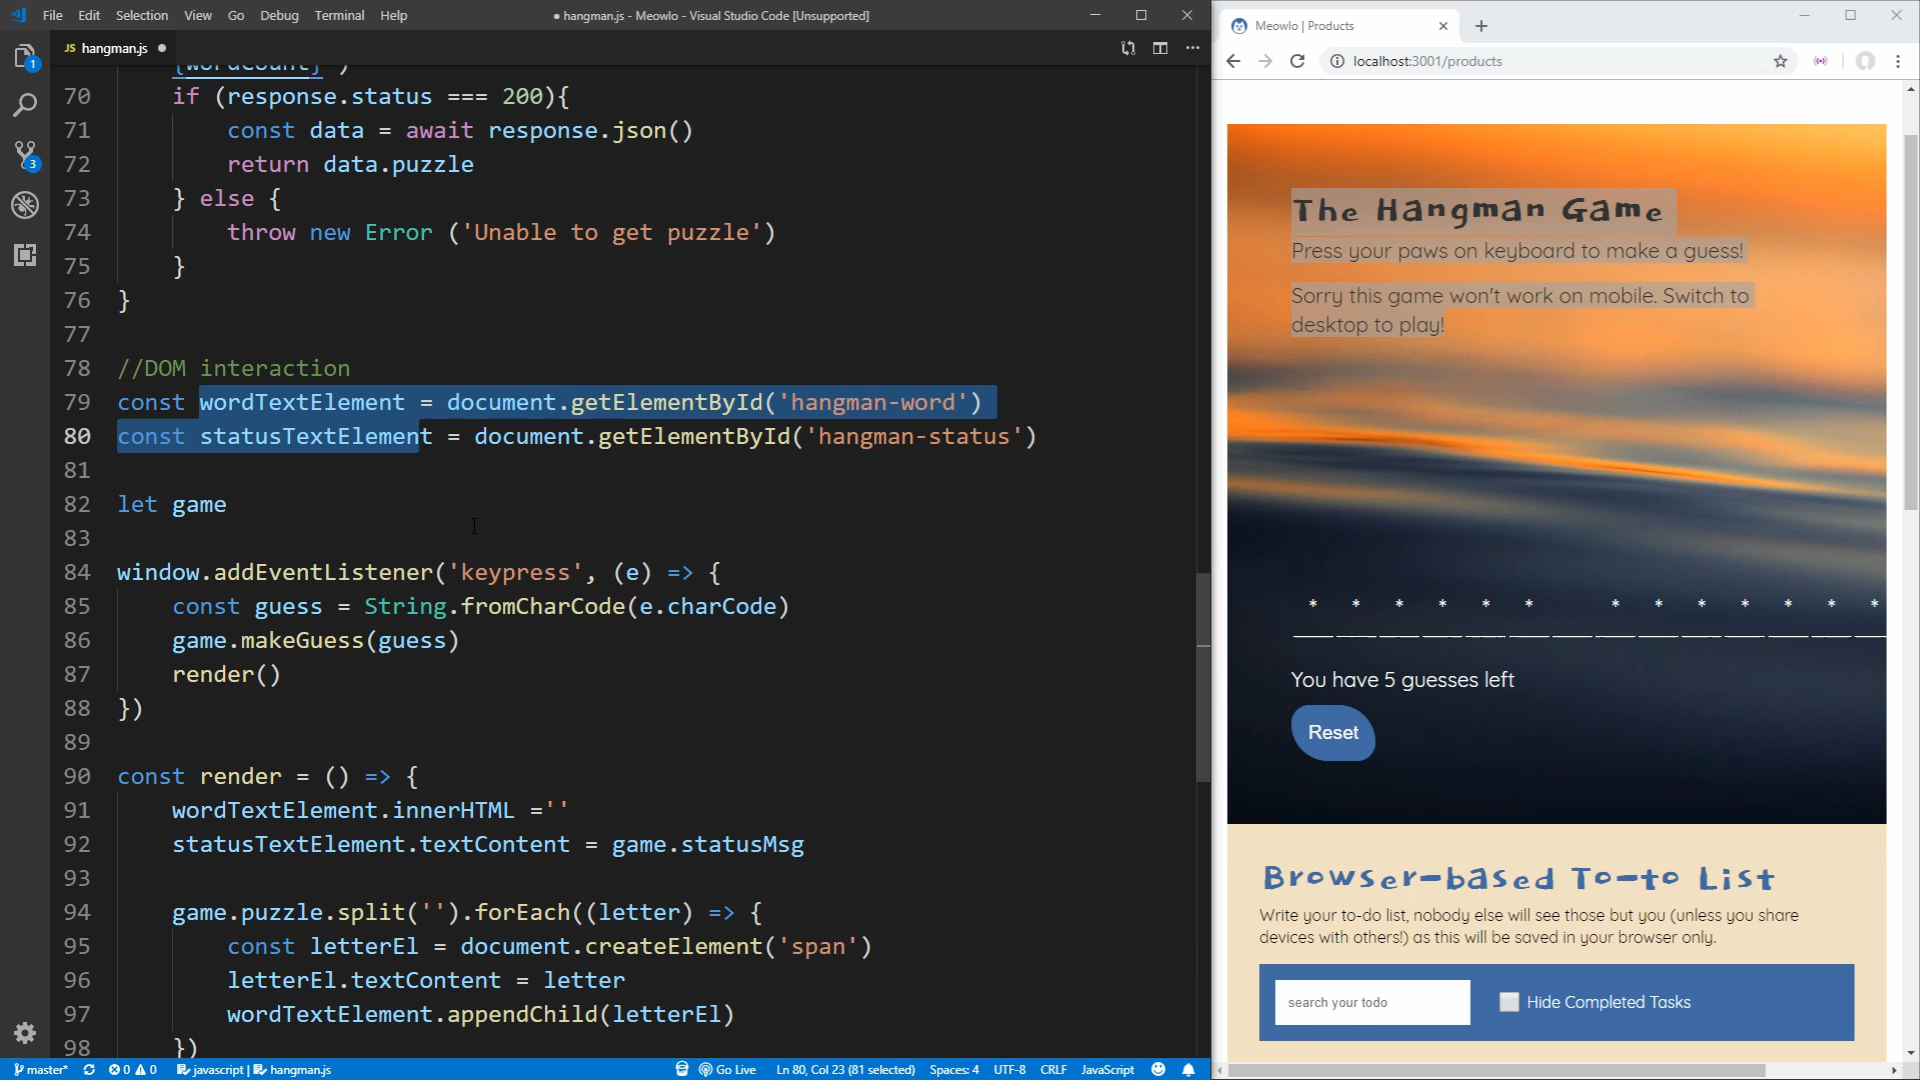 File Edit Selection View Go Debug Terminal Help
● hangman.js - Meowlo - Visual Studio Code [Unsupported]
JS hangman.js ●
{wordCount}`)
70 if (response.status === 200){
71 const data = await response.json()
72 return data.puzzle
73 } else {
74 throw new Error ('Unable to get puzzle')
75 }
76 }
77
78 //DOM interaction
79 const wordTextElement = document.getElementById('hangman-word')
80 const statusTextElement = document.getElementById('hangman-status')
81
82 let game
83
84 window.addEventListener('keypress', (e) => {
85 const guess = String.fromCharCode(e.charCode)
86 game.makeGuess(guess)
87 render()
88 })
89
90 const render = () => {
91 wordTextElement.innerHTML =''
92 statusTextElement.textContent = game.statusMsg
93
94 game.puzzle.split('').forEach((letter) => {
95 const letterEl = document.createElement('span')
96 letterEl.textContent = letter
97 wordTextElement.appendChild(letterEl)
98 })
1
3
master* 0 0 javascript | hangman.js Go Live Ln 80, Col 23 (81 selected) Spaces: 4 UTF-8 CRLF JavaScript
Meowlo | Products
localhost:3001/products
The Hangman Game
Press your paws on keyboard to make a guess!
Sorry this game won't work on mobile. Switch to
desktop to play!
* * * * * * * * * * * * *
You have 5 guesses left
Reset
Browser-based To-to List
Write your to-do list, nobody else will see those but you (unless you share
devices with others!) as this will be saved in your browser only.
search your todo
Hide Completed Tasks